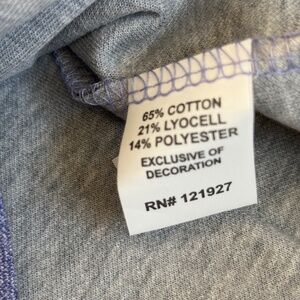 65% COTTON
21% LYOCELL
14% POLYESTER
EXCLUSIVE OF
DECORATION
RN# 121927